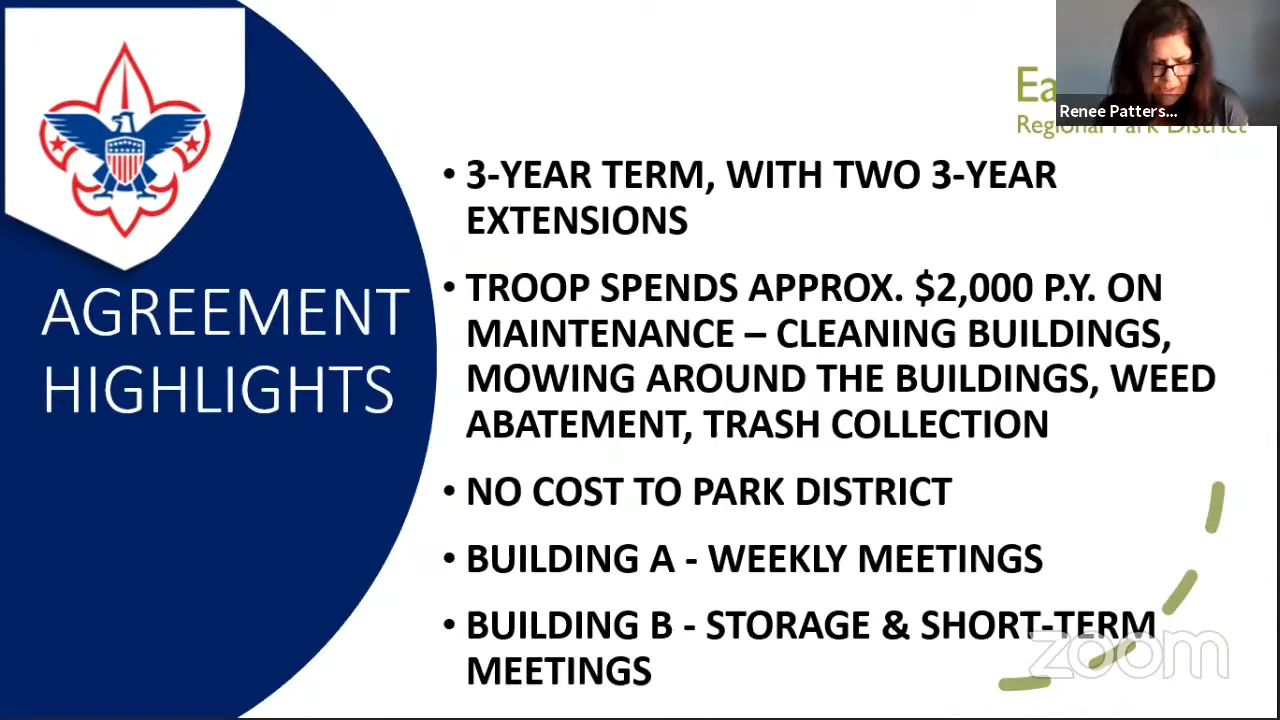 Ea
Renee Patters...
Regional Park District
• 3-YEAR TERM, WITH TWO 3-YEAR
EXTENSIONS
AGREEMENT
HIGHLIGHTS
• TROOP SPENDS APPROX. $2,000 P.Y. ON
MAINTENANCE – CLEANING BUILDINGS,
MOWING AROUND THE BUILDINGS, WEED
ABATEMENT, TRASH COLLECTION
• NO COST TO PARK DISTRICT
• BUILDING A - WEEKLY MEETINGS
• BUILDING B - STORAGE & SHORT-TERM
MEETINGS
zoom